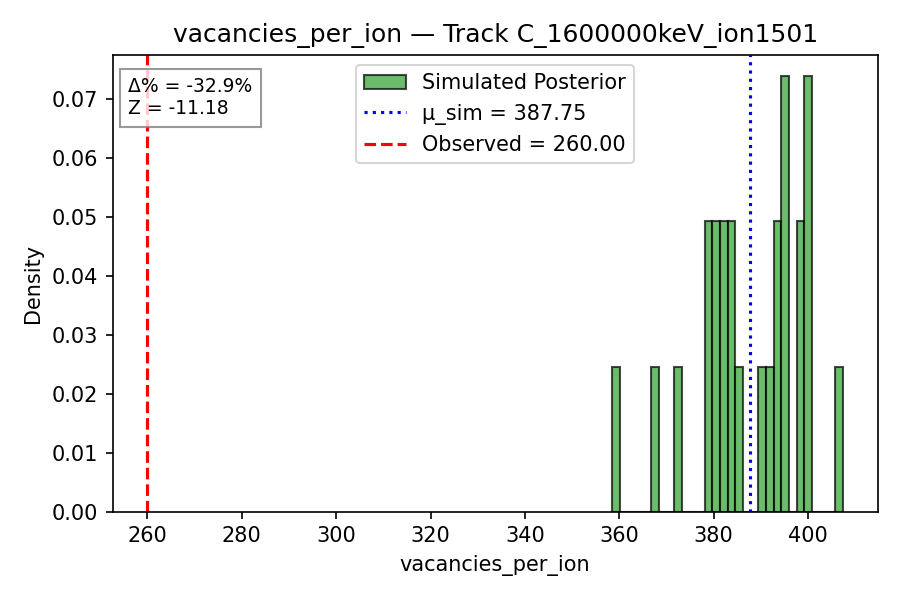 vacancies_per_ion — Track C_1600000keV_ion1501
Δ% = -32.9%
Z = -11.18
Simulated Posterior
μ_sim = 387.75
Observed = 260.00
Density
0.07
0.06
0.05
0.04
0.03
0.02
0.01
0.00
260 280 300 320 340 360 380 400
vacancies_per_ion